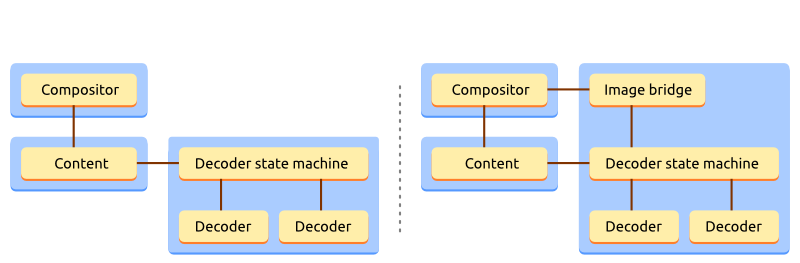 Compositor
Content
Decoder state machine
Decoder
Decoder
Compositor
Image bridge
Content
Decoder state machine
Decoder
Decoder